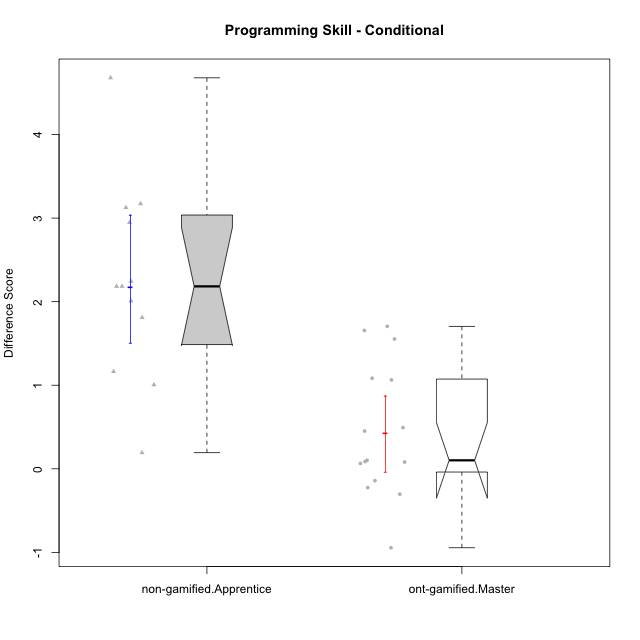 Programming Skill - Conditional
Difference Score
4
3
2
1
0
-1
non-gamified.Apprentice
ont-gamified.Master